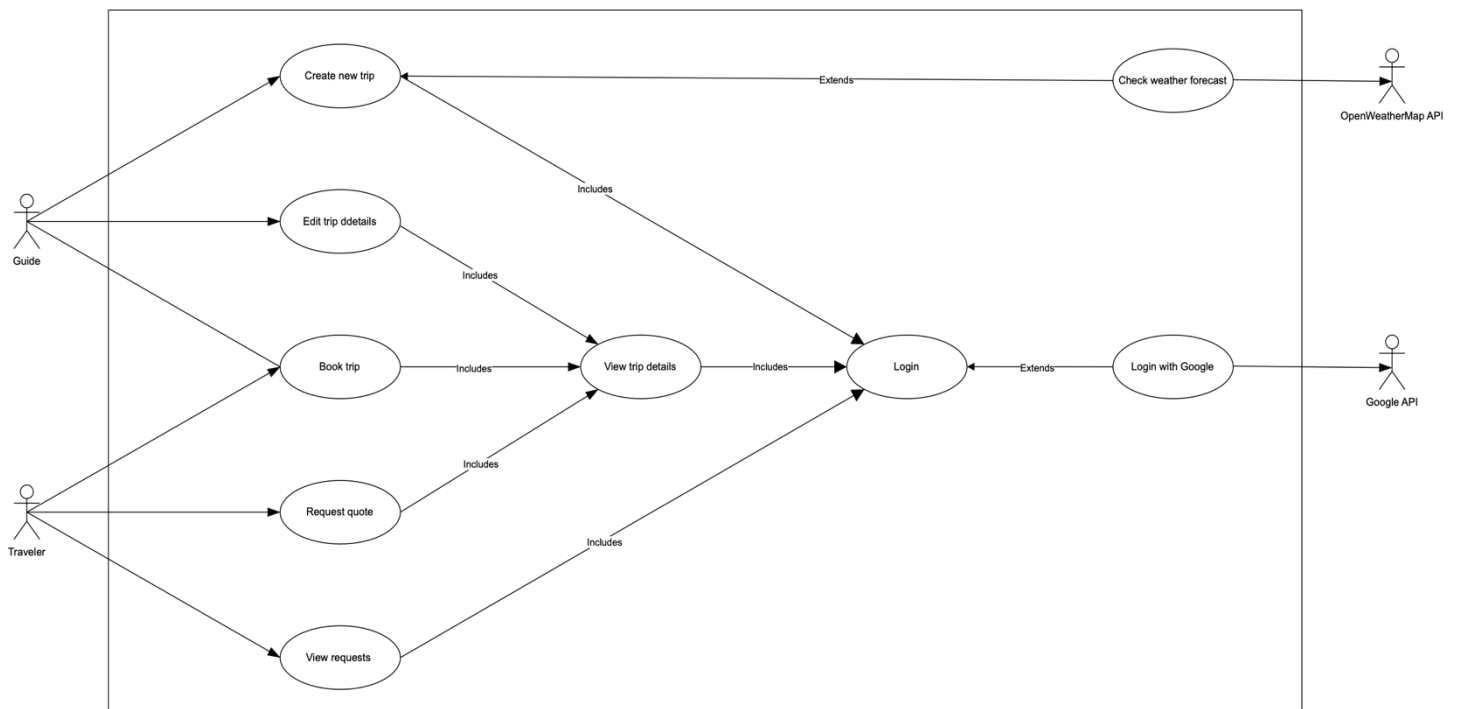 Create new trip
Extends
Check weather forecast
OpenWeatherMap API
Includes
Edit trip ddetails
Guide
Includes
Book trip
Includes
View trip details
Includes
Login
Extends
Login with Google
Google API
Includes
Request quote
Traveler
Includes
View requests